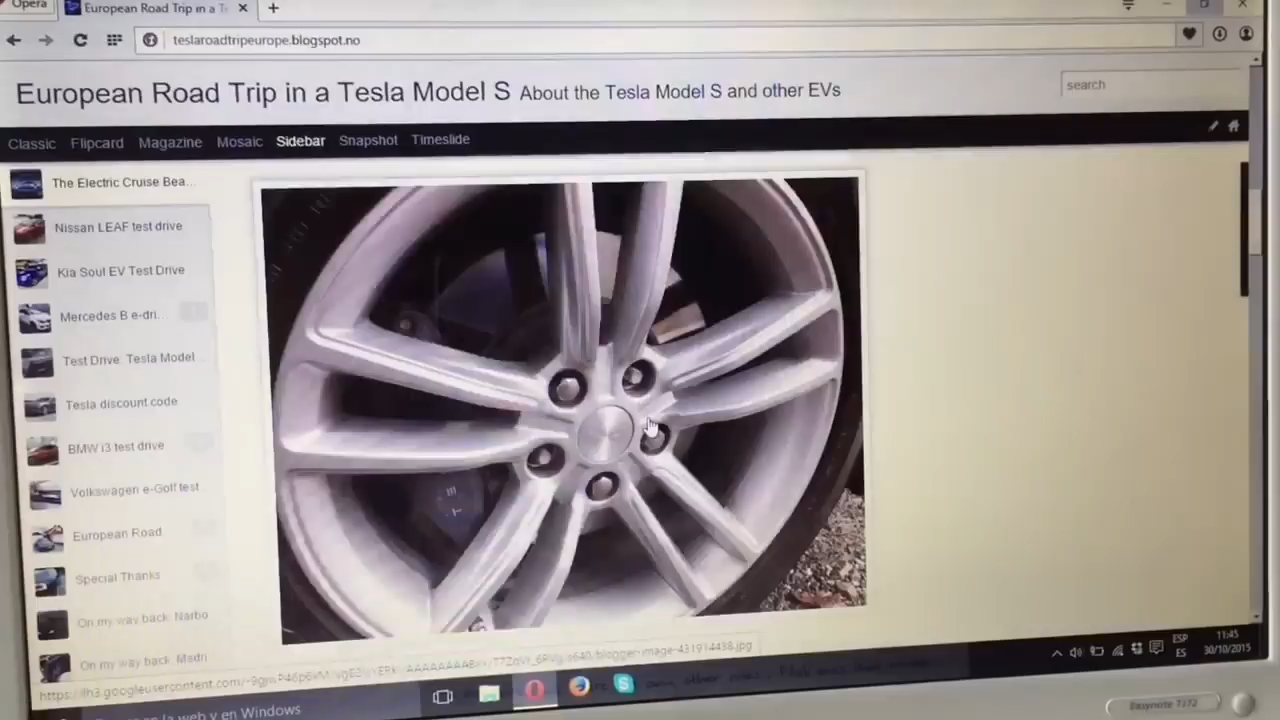 Opera
European Road Trip in a T
teslaroadtripeurope.blogspot.no
European Road Trip in a Tesla Model S About the Tesla Model S and other EVs
search
Classic Flipcard Magazine Mosaic Sidebar Snapshot Timeslide
The Electric Cruise Bea...
Nissan LEAF test drive
Kia Soul EV Test Drive
Mercedes B e-dri...
Test Drive: Tesla Model
Tesla discount code
BMW i3 test drive
Volkswagen e-Golf test
European Road
Special Thanks
On my way back: Narbo
On my way back: Madri
ESP
ES
11:45
30/10/2015
la web y en Windows
Easynote TJ72